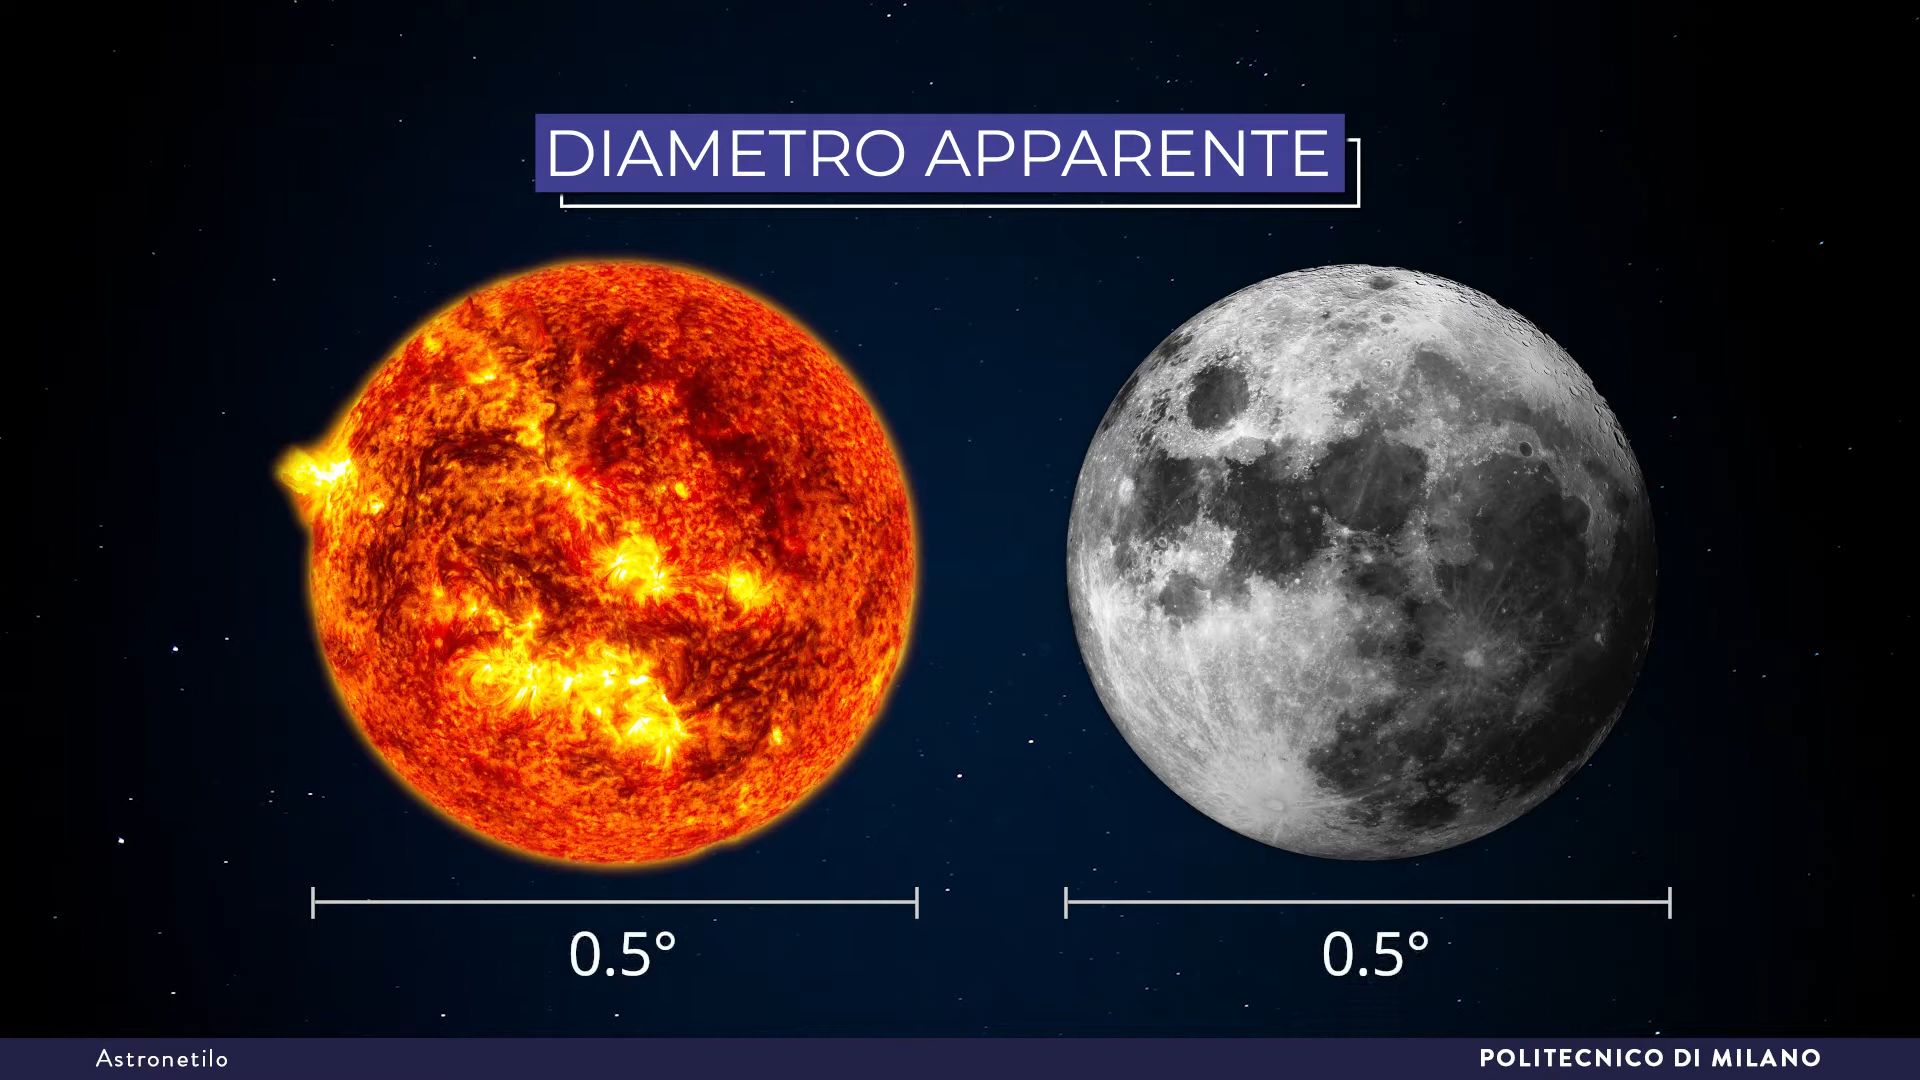 DIAMETRO APPARENTE
0.5°
0.5°
Astronetilo
POLITECNICO DI MILANO